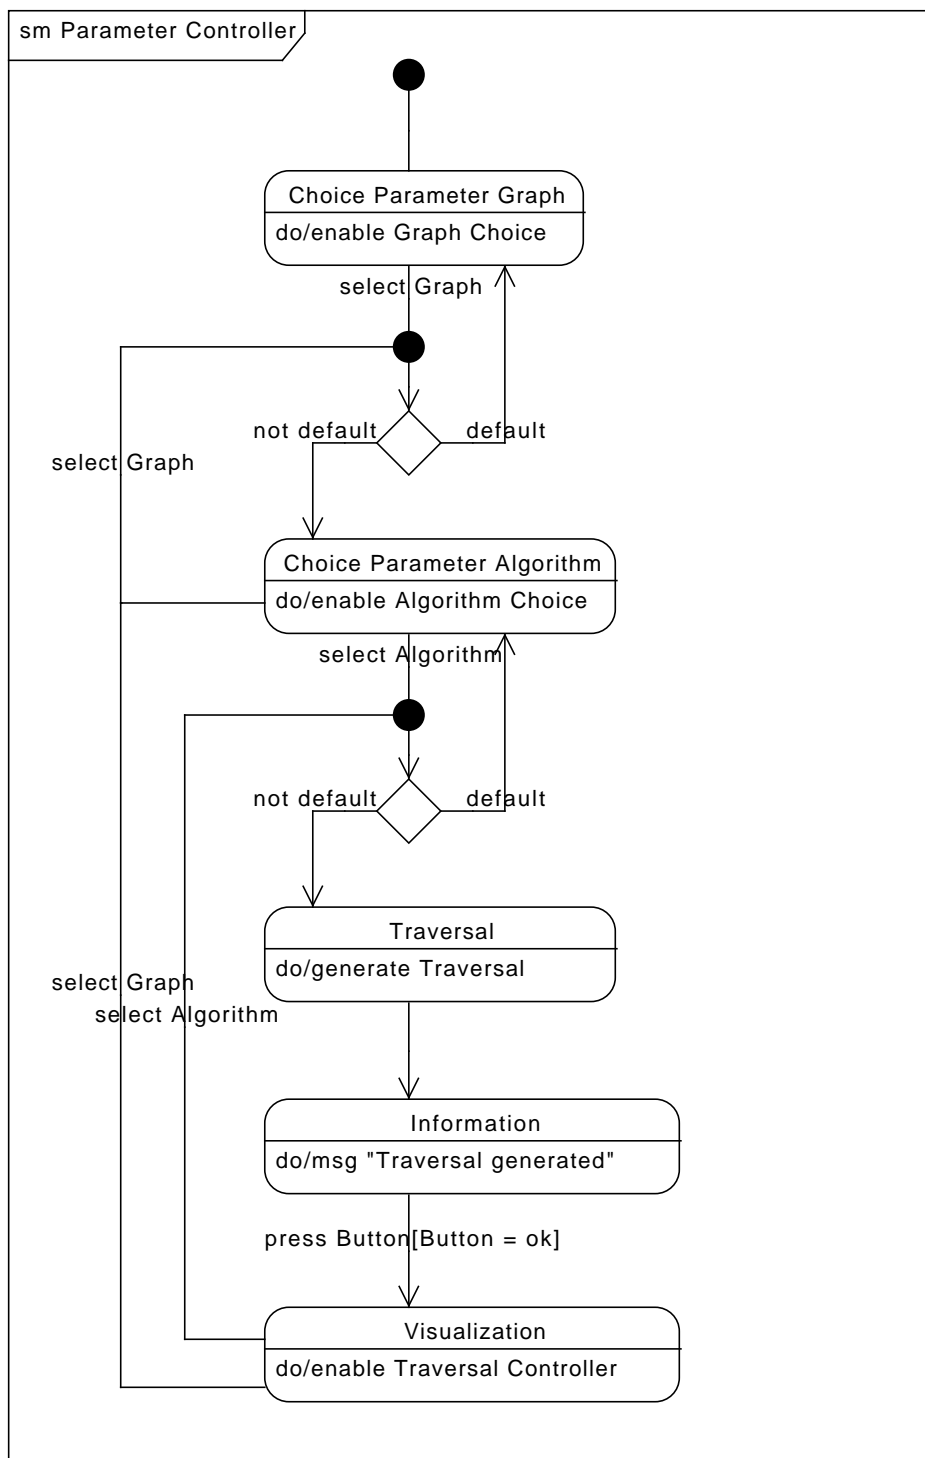 sm Parameter Controller
Choice Parameter Graph
do/enable Graph Choice
select Graph
not default
default
select Graph
Choice Parameter Algorithm
do/enable Algorithm Choice
select Algorithm
not default
default
Traversal
do/generate Traversal
select Graph
select Algorithm
Information
do/msg "Traversal generated"
press Button[Button = ok]
Visualization
do/enable Traversal Controller